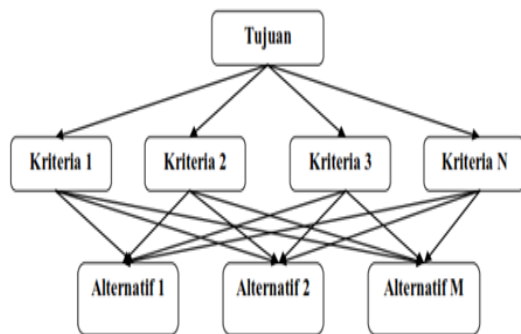 Tujuan
Kriteria 1
Kriteria 2
Kriteria 3
Kriteria N
Alternatif 1
Alternatif 2
Alternatif M